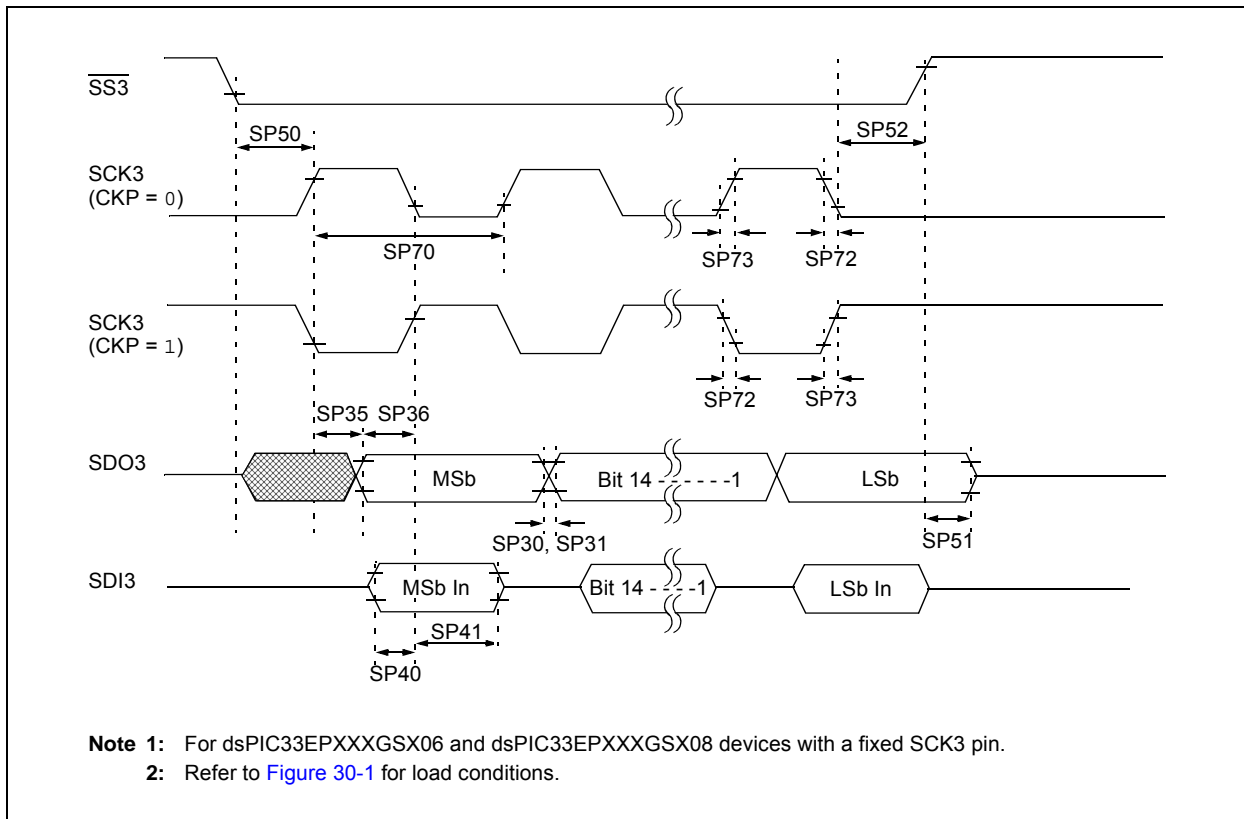 SS3
SP50
SP52
SCK3
(CKP = 0)
SP70
SP73
SP72
SCK3
(CKP = 1)
SP72
SP73
SP35
SP36
SDO3
MSb
Bit 14 - - - - - -1
LSb
SP30, SP31
SP51
SDI3
MSb In
Bit 14 - - - -1
LSb In
SP41
SP40
Note 1: For dsPIC33EPXXXGSX06 and dsPIC33EPXXXGSX08 devices with a fixed SCK3 pin.
2: Refer to Figure 30-1 for load conditions.